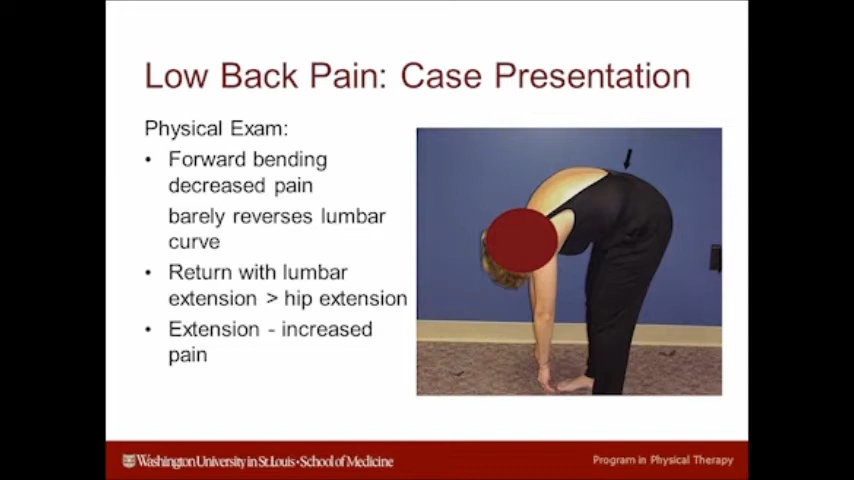 Low Back Pain: Case Presentation
Physical Exam:
• Forward bending
decreased pain
barely reverses lumbar
curve
• Return with lumbar
extension > hip extension
• Extension - increased
pain
Washington University in St. Louis • School of Medicine
Program in Physical Therapy